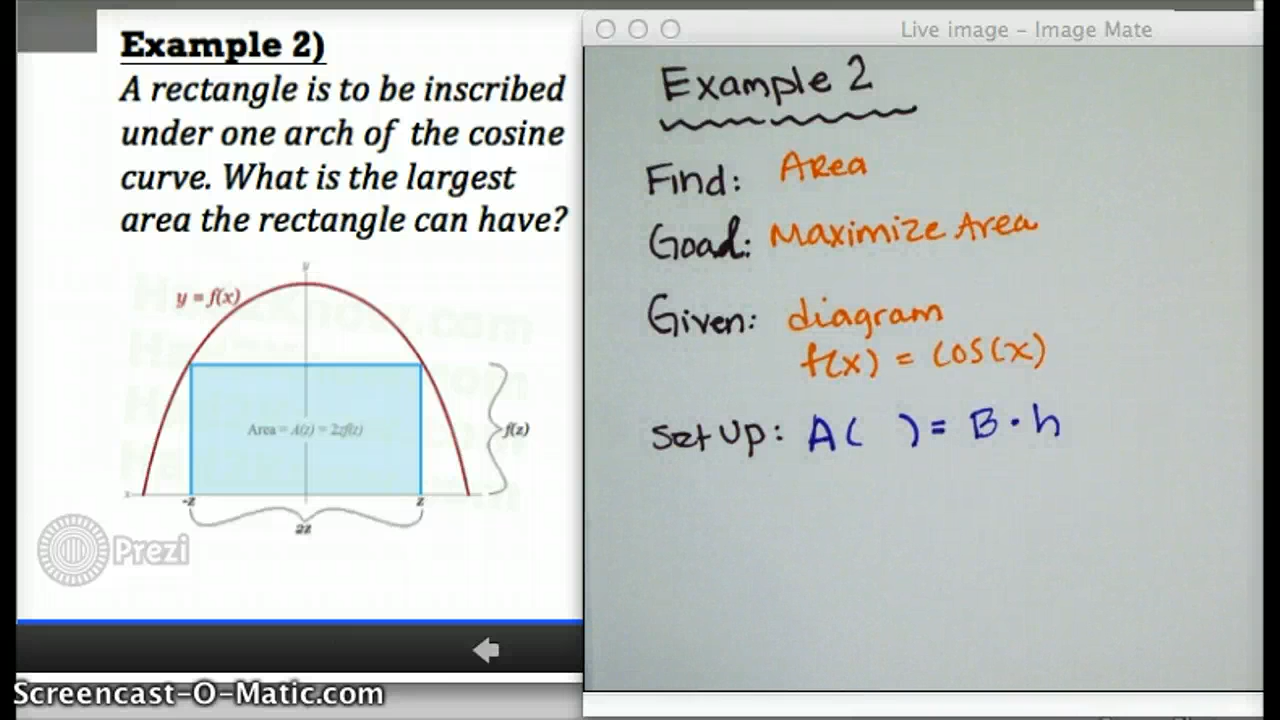 Example 2)
A rectangle is to be inscribed
under one arch of the cosine
curve. What is the largest
area the rectangle can have?
y
y = f(x)
Area = A(z) = 2zf(z)
f(z)
x
-z
z
2z
Prezi
Screencast-O-Matic.com
Live image - Image Mate
Example 2
Find: Area
Goal: Maximize Area
Given: diagram
f(x) = cos(x)
Set Up: A( ) = B · h